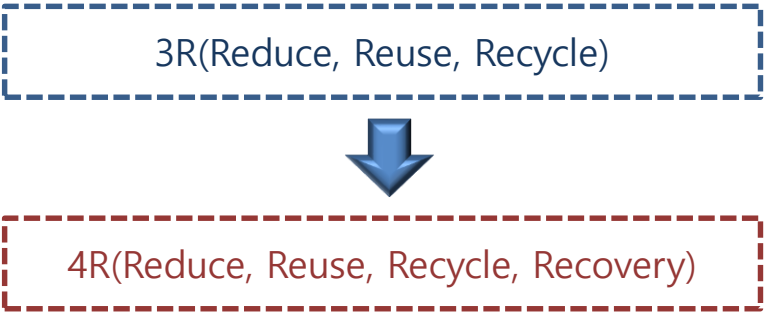 3R(Reduce, Reuse, Recycle)
4R(Reduce, Reuse, Recycle, Recovery)